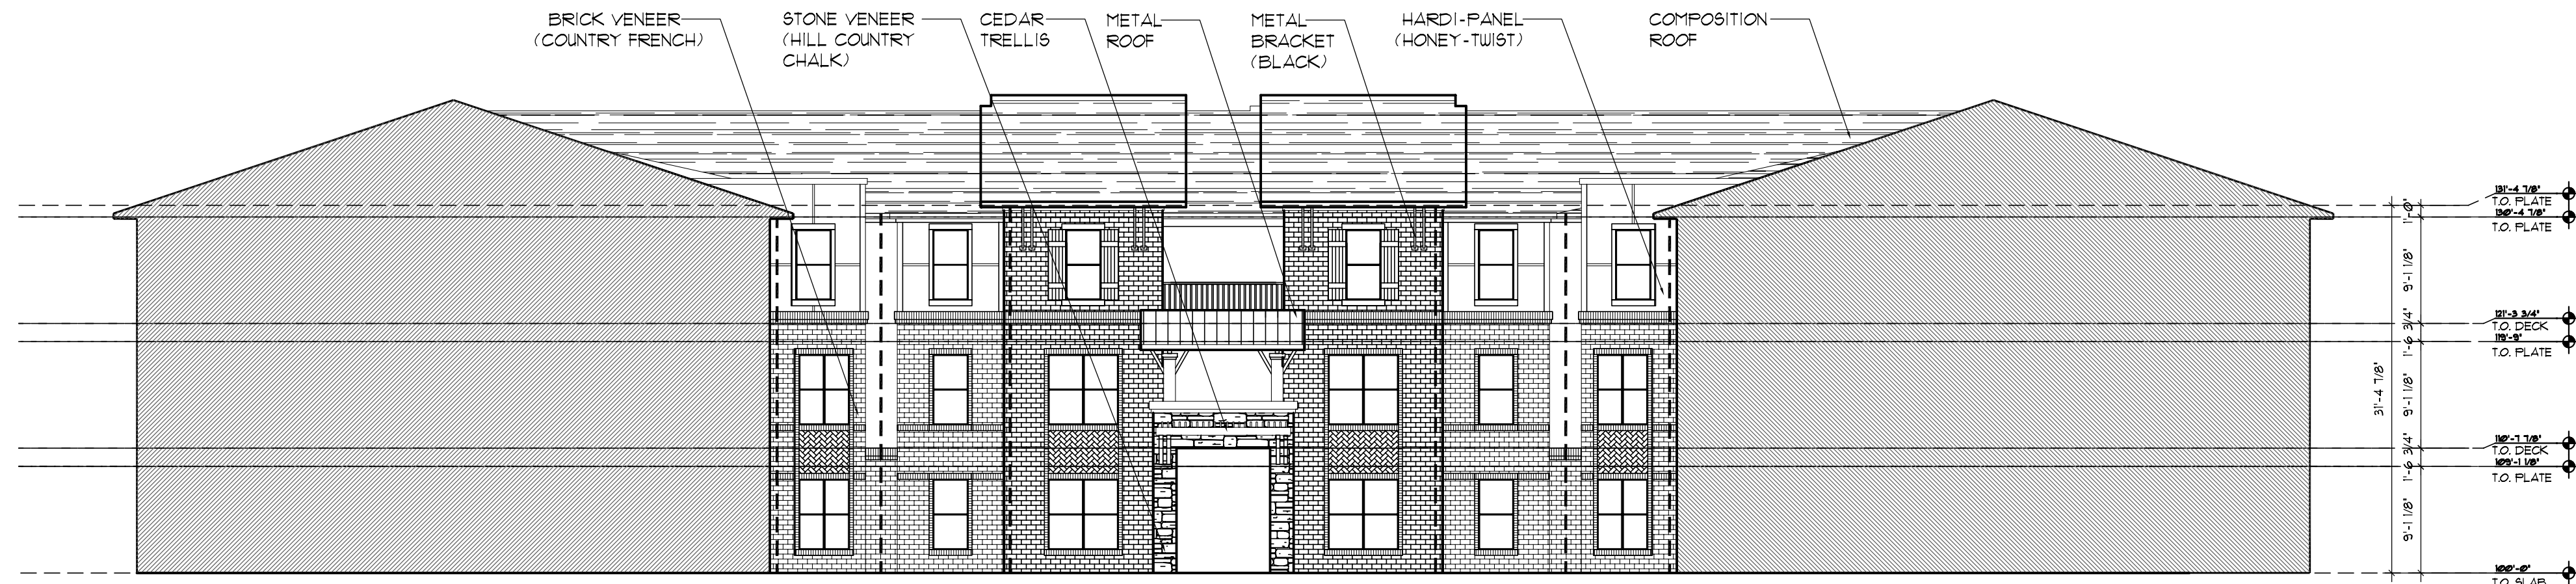 BRICK VENEER
(COUNTRY FRENCH)
STONE VENEER
(HILL COUNTRY
CHALK)
CEDAR
TRELLIS
METAL
ROOF
METAL
BRACKET
(BLACK)
HARDI-PANEL
(HONEY-TWIST)
COMPOSITION
ROOF
131'-4 7/8"
T.O. PLATE
130'-4 7/8"
T.O. PLATE
121'-3 3/4"
T.O. DECK
119'-9"
T.O. PLATE
110'-7 7/8"
T.O. DECK
109'-1 1/8"
T.O. PLATE
100'-0"
T.O. SLAB
1'-0"
9'-1 1/8"
1'-6 3/4"
9'-1 1/8"
1'-6 3/4"
9'-1 1/8"
31'-4 7/8"